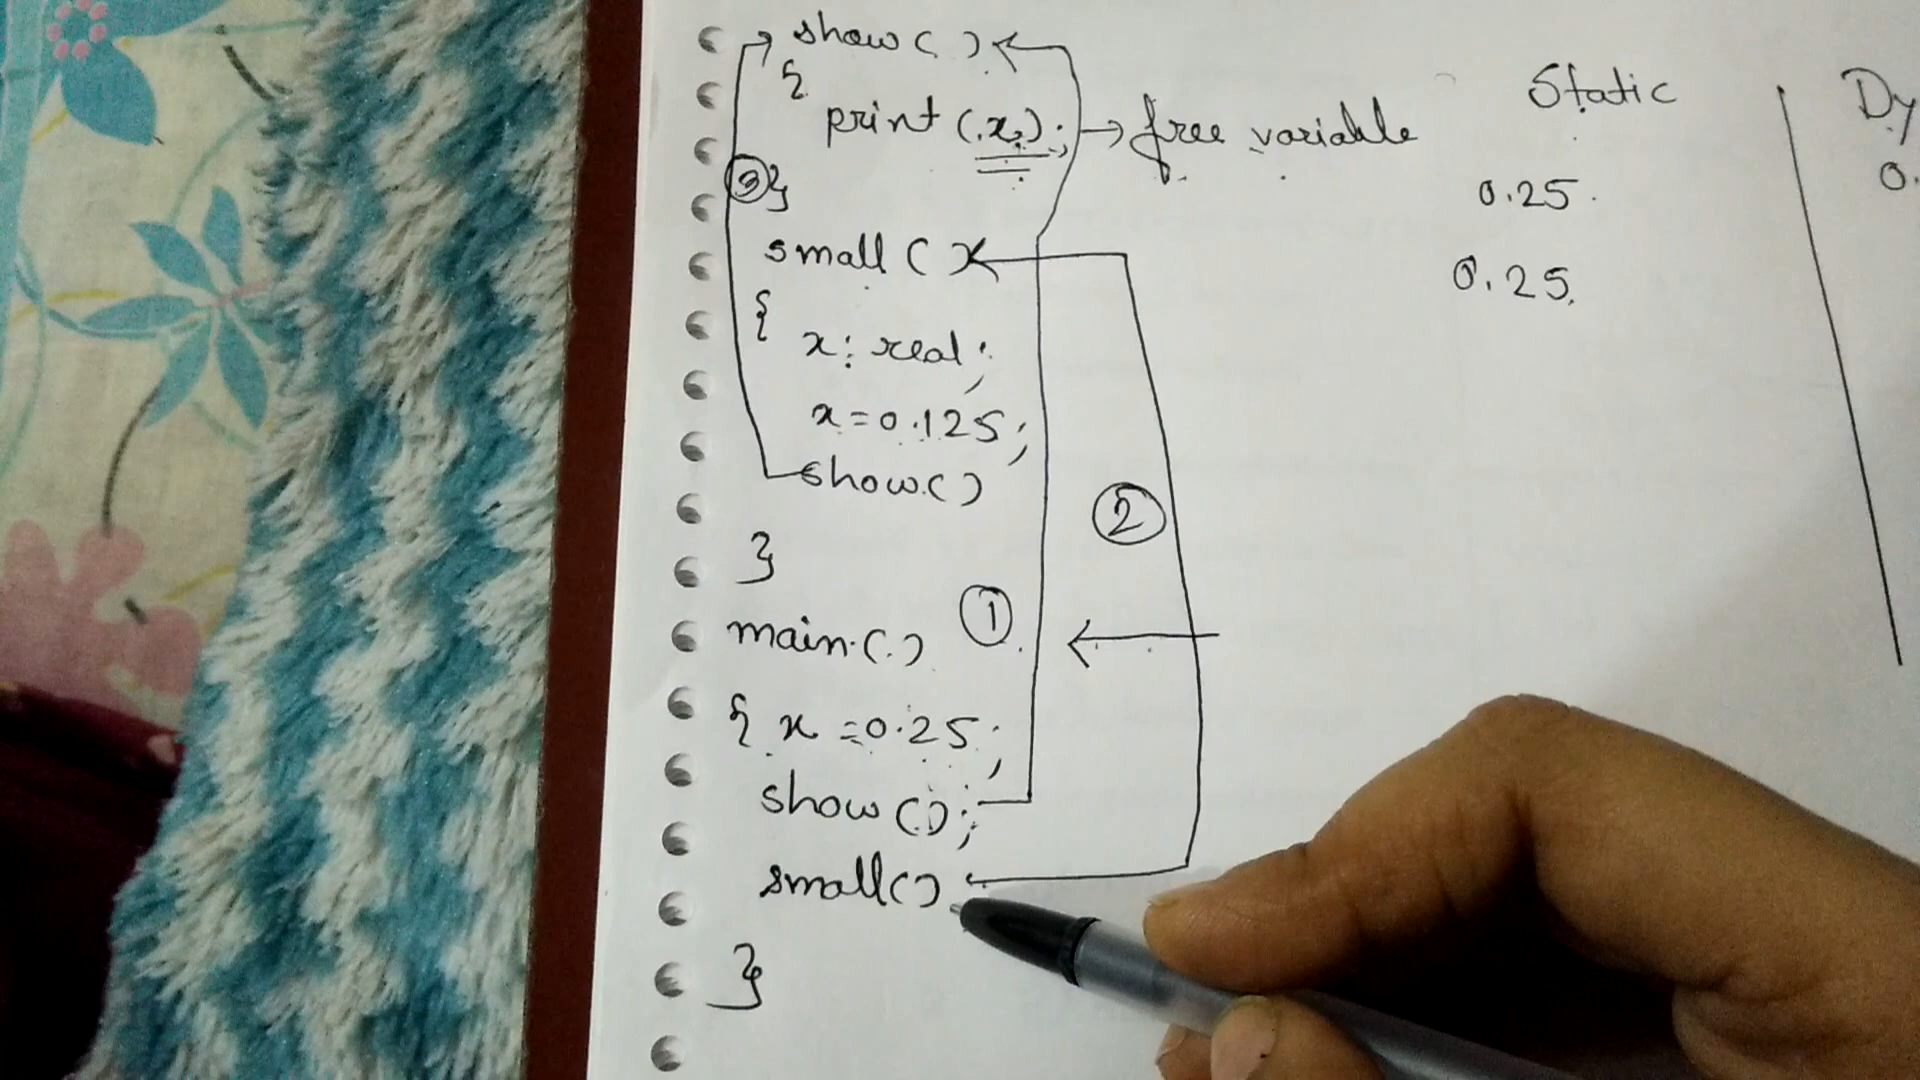 show ( )
{
print (x); → free variable
③ }
small ( )
{
x: real;
x = 0.125;
show ( )
}
②
main ( ) ①
{ x = 0.25;
show ( );
small ( )
}
Static
0.25
0.25
Dy
0.